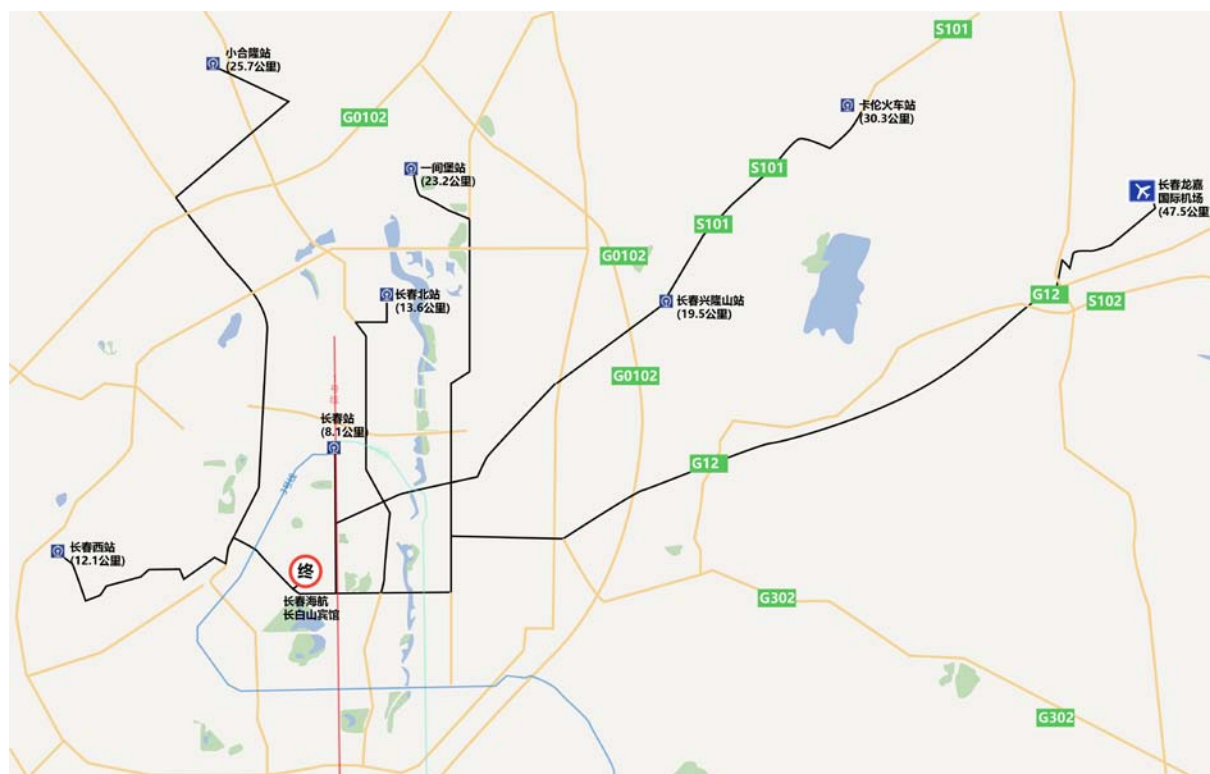 S101
小合隆站
(25.7公里)
G0102
卡伦火车站
(30.3公里)
一间堡站
(23.2公里)
S101
长春龙嘉
国际机场
(47.5公里
S101
G0102
长春北站
(13.6公里)
长春兴隆山站
(19.5公里)
G12
S102
G0102
长春站
(8.1公里)
G12
3号线
长春西站
(12.1公里)
终
长春海航
长白山宾馆
G302
G302